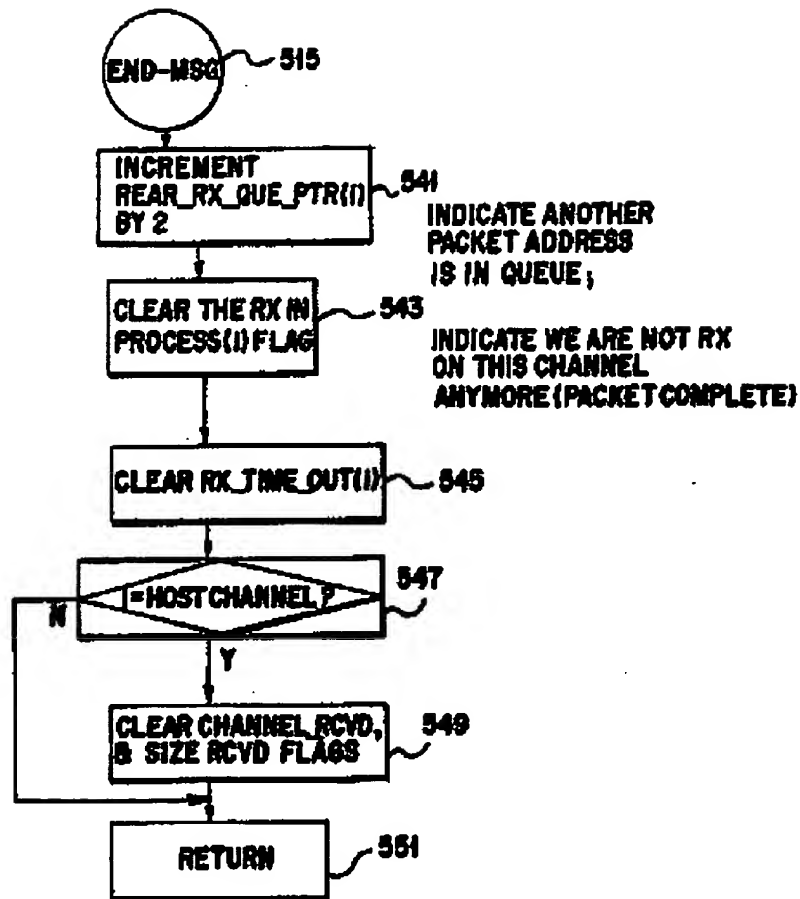 END-MSG
515
INCREMENT
REAR_RX_QUE_PTR(I)
BY 2
541
INDICATE ANOTHER
PACKET ADDRESS
IS IN QUEUE;
CLEAR THE RX IN
PROCESS(I) FLAG
543
INDICATE WE ARE NOT RX
ON THIS CHANNEL
ANYMORE (PACKET COMPLETE)
CLEAR RX_TIME_OUT(I)
545
I=HOST CHANNEL?
547
N
Y
CLEAR CHANNEL RCVD,
& SIZE RCVD FLAGS
549
RETURN
551